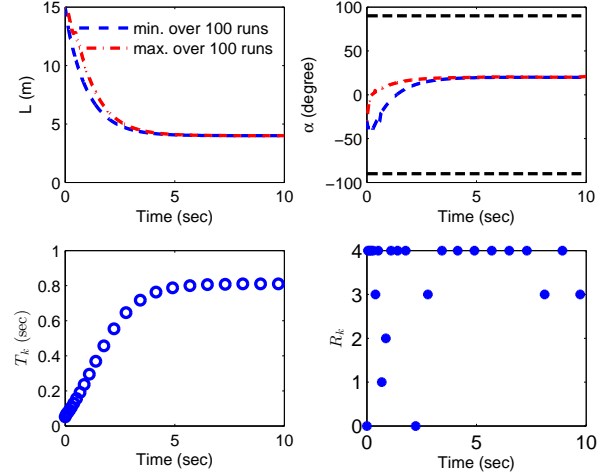 15
10
5
0
L (m)
min. over 100 runs
max. over 100 runs
0 5 10
Time (sec)
100
50
0
−50
−100
α (degree)
0 5 10
Time (sec)
1
0.8
0.6
0.4
0.2
0
T_k (sec)
0 5 10
Time (sec)
4
3
2
1
0
R_k
0 5 10
Time (sec)